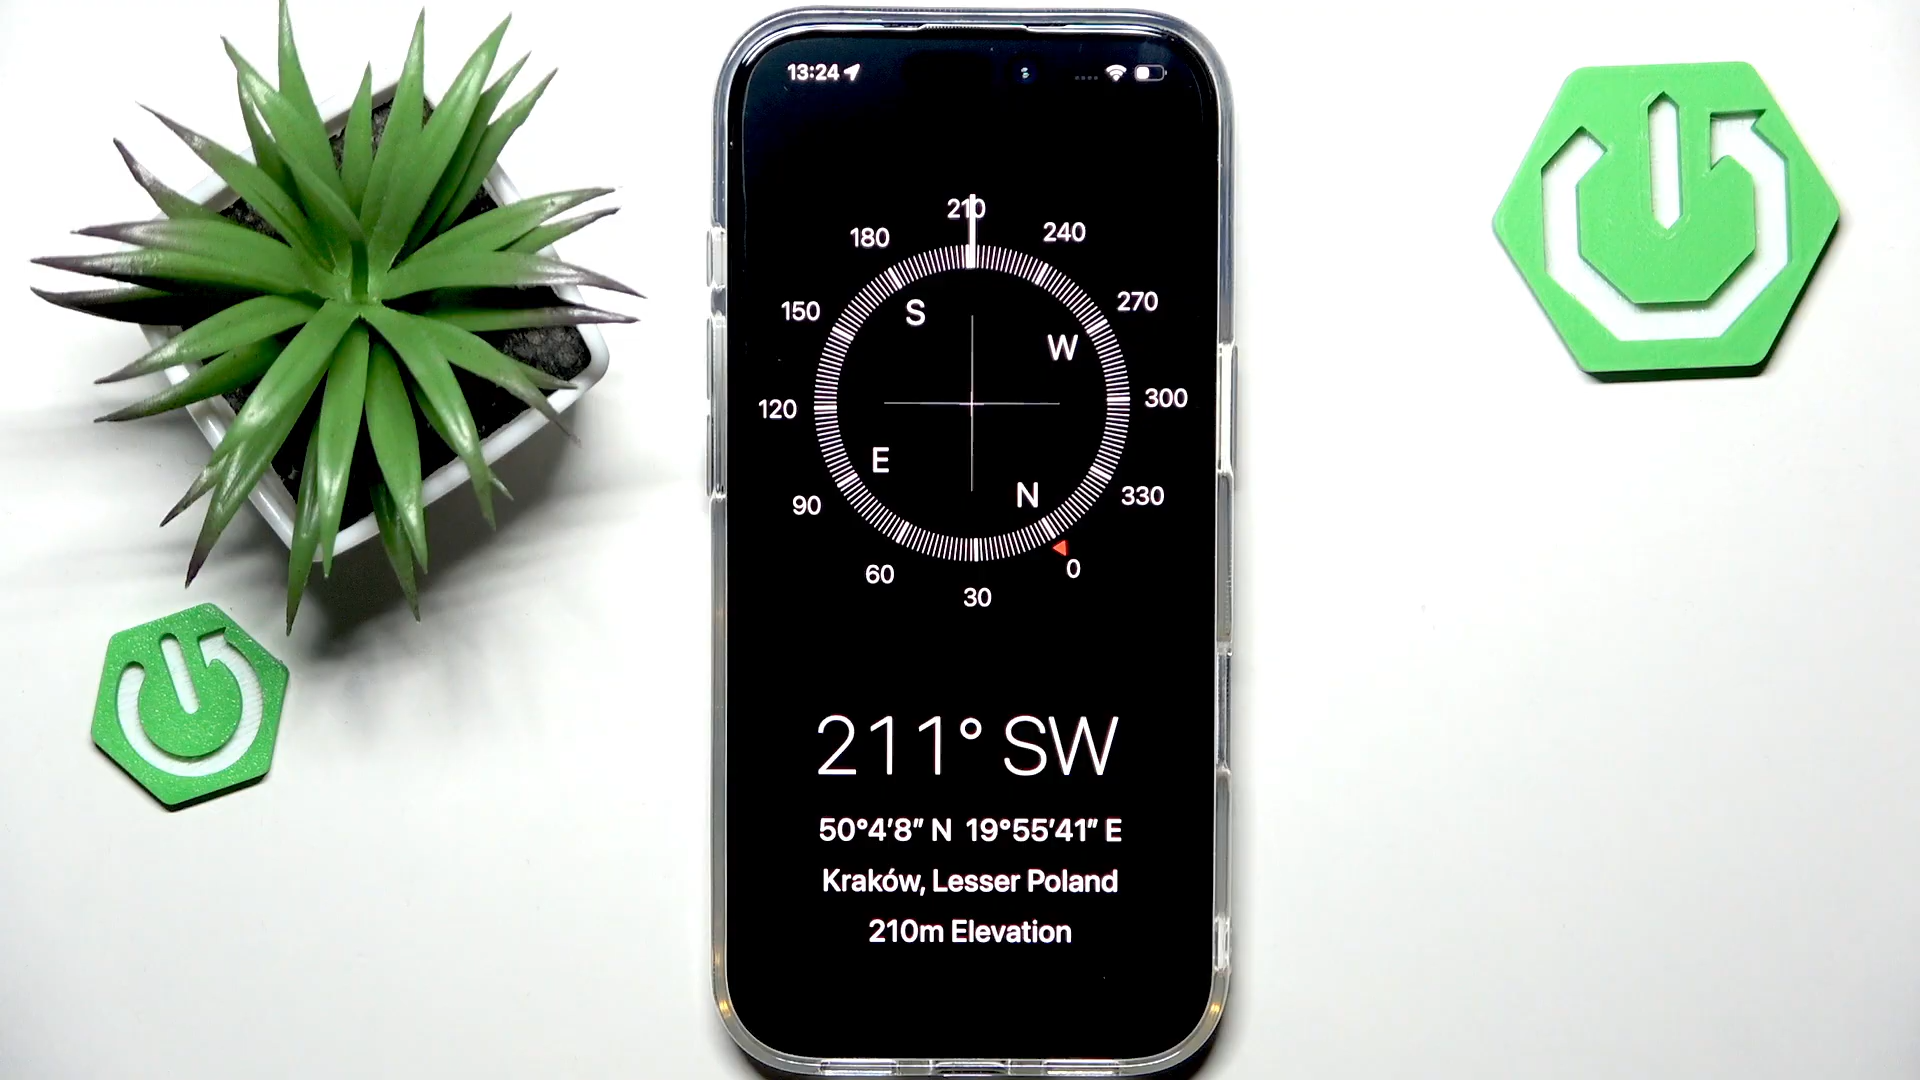 13:24
210
180
240
150
270
S
W
120
300
E
N
90
330
60
0
30
211° SW
50°4′8″ N 19°55′41″ E
Kraków, Lesser Poland
210m Elevation